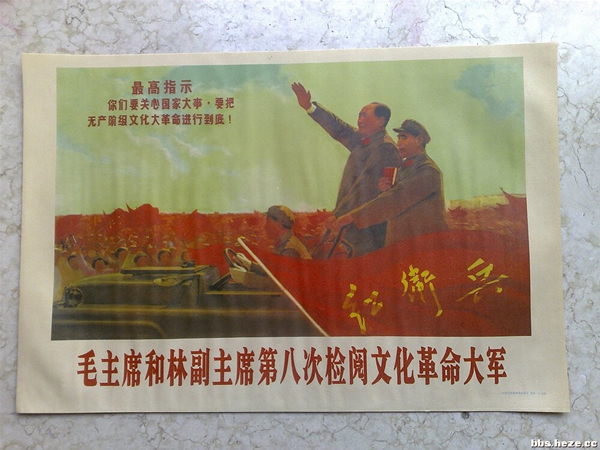 最高指示
你们要关心国家大事，要把
无产阶级文化大革命进行到底！
红衛兵
毛主席和林副主席第八次检阅文化革命大军
bbs.heze.cc